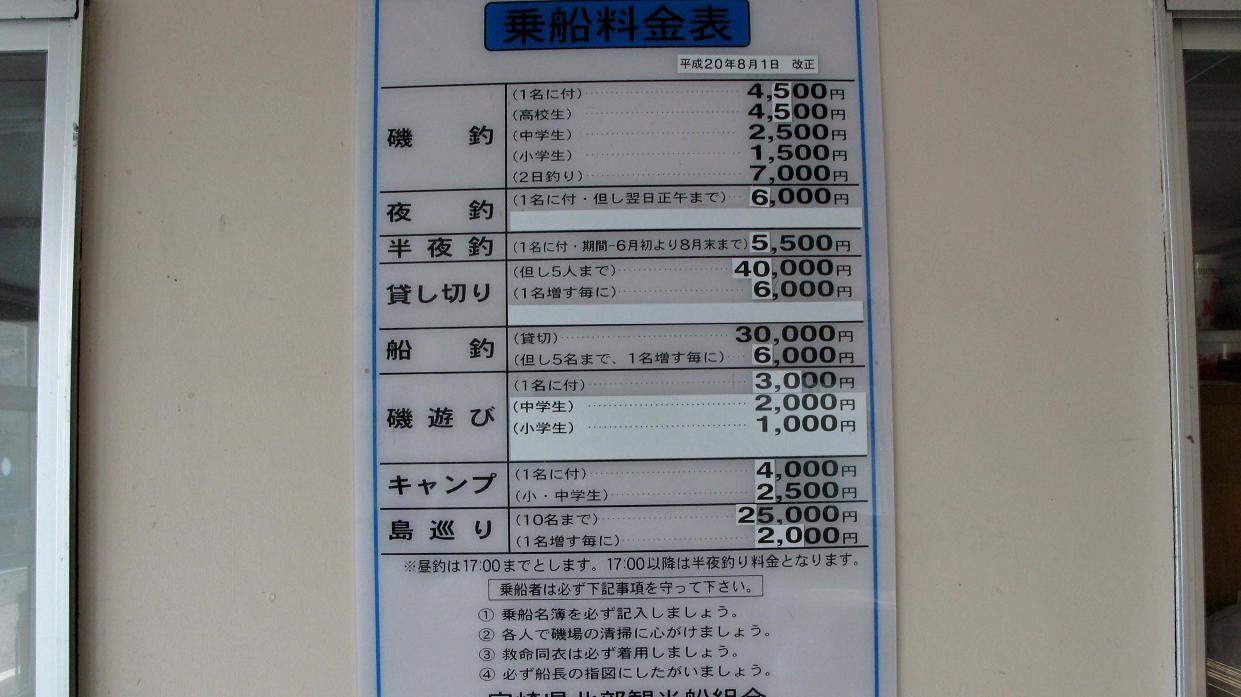 乗船料金表
平成20年8月1日 改正
磯釣 (1名に付) 4,500円
(高校生) 4,500円
(中学生) 2,500円
(小学生) 1,500円
(2日釣り) 7,000円
夜釣 (1名に付・但し翌日正午まで) 6,000円
半夜釣 (1名に付・期間-6月初より8月末まで) 5,500円
貸し切り (但し5人まで) 40,000円
(1名増す毎に) 6,000円
船釣 (貸切) 30,000円
(但し5名まで、1名増す毎に) 6,000円
磯遊び (1名に付) 3,000円
(中学生) 2,000円
(小学生) 1,000円
キャンプ (1名に付) 4,000円
(小・中学生) 2,500円
島巡り (10名まで) 25,000円
(1名増す毎に) 2,000円
※昼釣は17:00までとします。17:00以降は半夜釣り料金となります。
乗船者は必ず下記事項を守って下さい。
① 乗船名簿を必ず記入しましょう。
② 各人で磯場の清掃に心がけましょう。
③ 救命同衣は必ず着用しましょう。
④ 必ず船長の指図にしたがいましょう。
宮崎県北部観光船組合